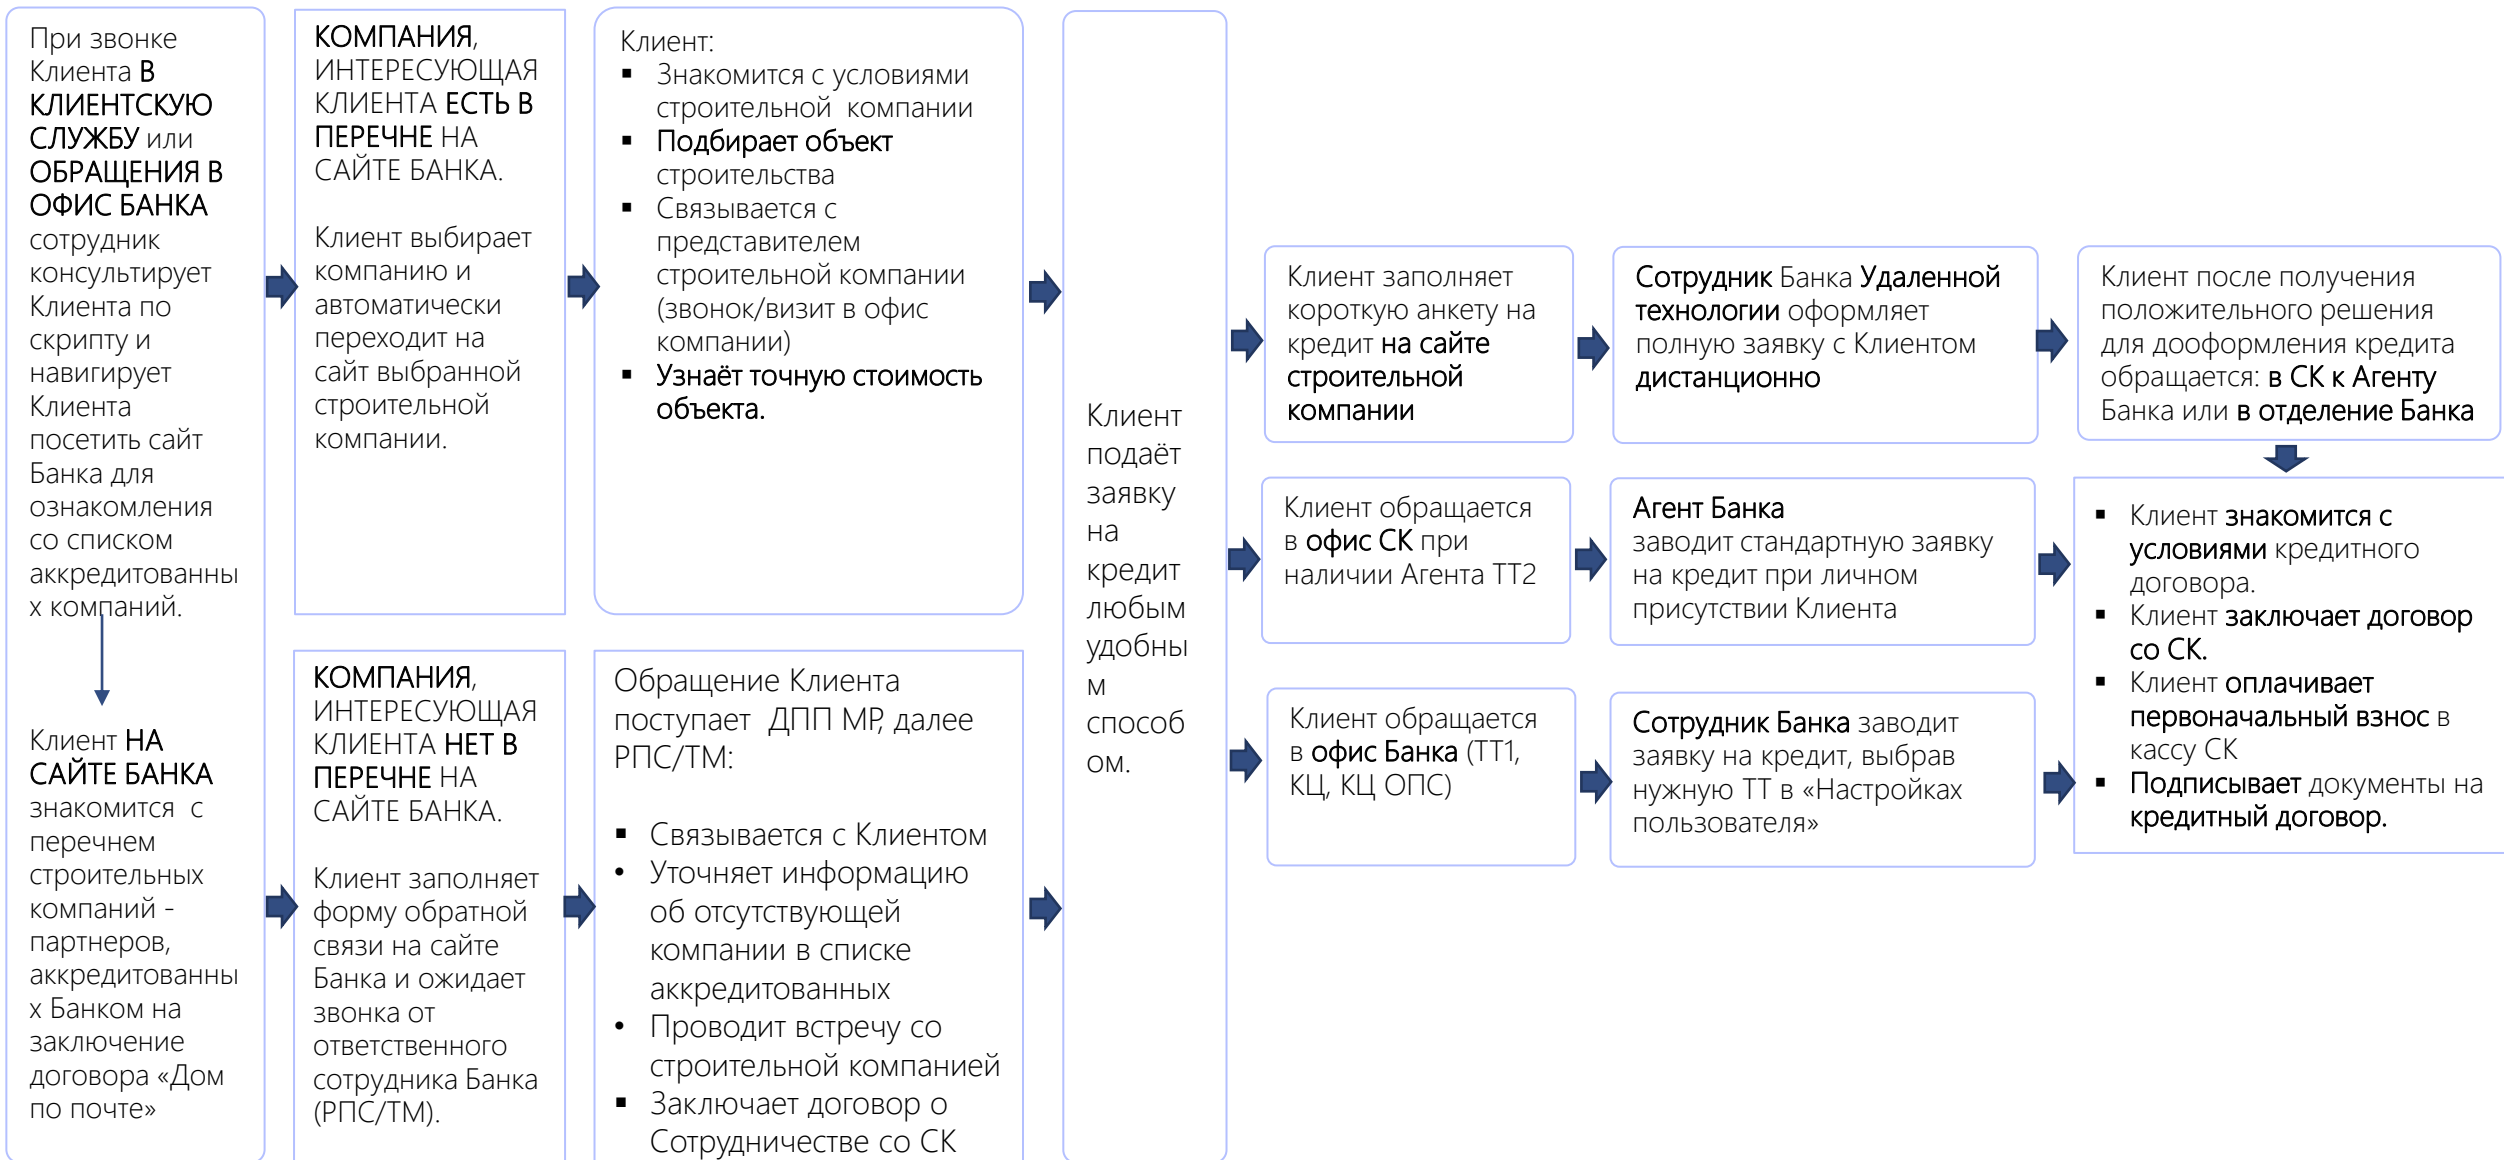 При звонке
Клиента В
КЛИЕНТСКУЮ
СЛУЖБУ или
ОБРАЩЕНИЯ В
ОФИС БАНКА
сотрудник
консультирует
Клиента по
скрипту и
навигирует
Клиента
посетить сайт
Банка для
ознакомления
со списком
аккредитованны
х компаний.
Клиент НА
САЙТЕ БАНКА
знакомится с
перечнем
строительных
компаний -
партнеров,
аккредитованны
х Банком на
заключение
договора «Дом
по почте»
КОМПАНИЯ,
ИНТЕРЕСУЮЩАЯ
КЛИЕНТА ЕСТЬ В
ПЕРЕЧНЕ НА
САЙТЕ БАНКА.
Клиент выбирает
компанию и
автоматически
переходит на
сайт выбранной
строительной
компании.
КОМПАНИЯ,
ИНТЕРЕСУЮЩАЯ
КЛИЕНТА НЕТ В
ПЕРЕЧНЕ НА
САЙТЕ БАНКА.
Клиент заполняет
форму обратной
связи на сайте
Банка и ожидает
звонка от
ответственного
сотрудника Банка
(РПС/ТМ).
Клиент:
▪ Знакомится с условиями
строительной компании
▪ Подбирает объект
строительства
▪ Связывается с
представителем
строительной компании
(звонок/визит в офис
компании)
▪ Узнаёт точную стоимость
объекта.
Обращение Клиента
поступает ДПП МР, далее
РПС/ТМ:
▪ Связывается с Клиентом
• Уточняет информацию
об отсутствующей
компании в списке
аккредитованных
• Проводит встречу со
строительной компанией
▪ Заключает договор о
Сотрудничестве со СК
Клиент
подаёт
заявку
на
кредит
любым
удобны
м
способ
ом.
Клиент заполняет
короткую анкету на
кредит на сайте
строительной
компании
Сотрудник Банка Удаленной
технологии оформляет
полную заявку с Клиентом
дистанционно
Клиент после получения
положительного решения
для дооформления кредита
обращается: в СК к Агенту
Банка или в отделение Банка
Клиент обращается
в офис СК при
наличии Агента ТТ2
Агент Банка
заводит стандартную заявку
на кредит при личном
присутствии Клиента
Клиент обращается
в офис Банка (ТТ1,
КЦ, КЦ ОПС)
Сотрудник Банка заводит
заявку на кредит, выбрав
нужную ТТ в «Настройках
пользователя»
▪ Клиент знакомится с
условиями кредитного
договора.
▪ Клиент заключает договор
со СК.
▪ Клиент оплачивает
первоначальный взнос в
кассу СК
▪ Подписывает документы на
кредитный договор.